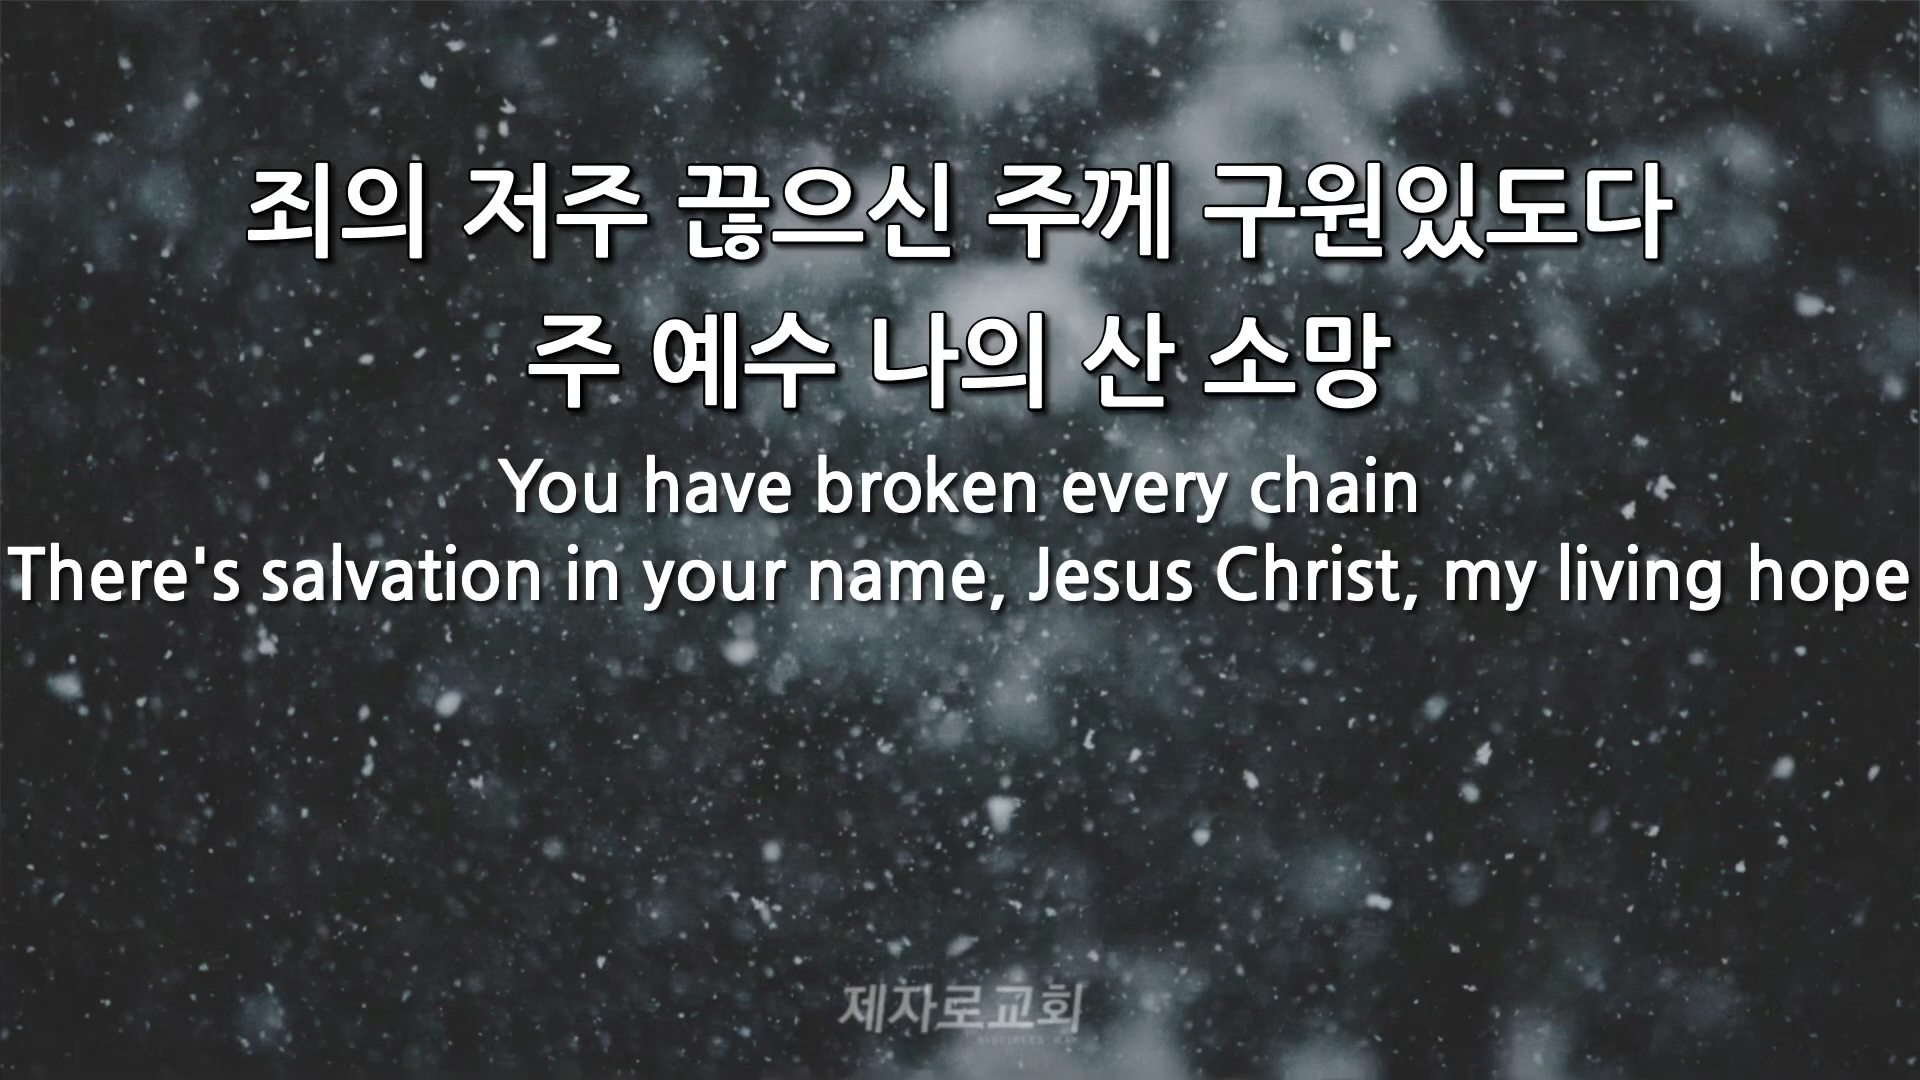 죄의 저주 끊으신 주께 구원있도다
주 예수 나의 산 소망
You have broken every chain
There's salvation in your name, Jesus Christ, my living hope
제자로교회
DISCIPLES WAY